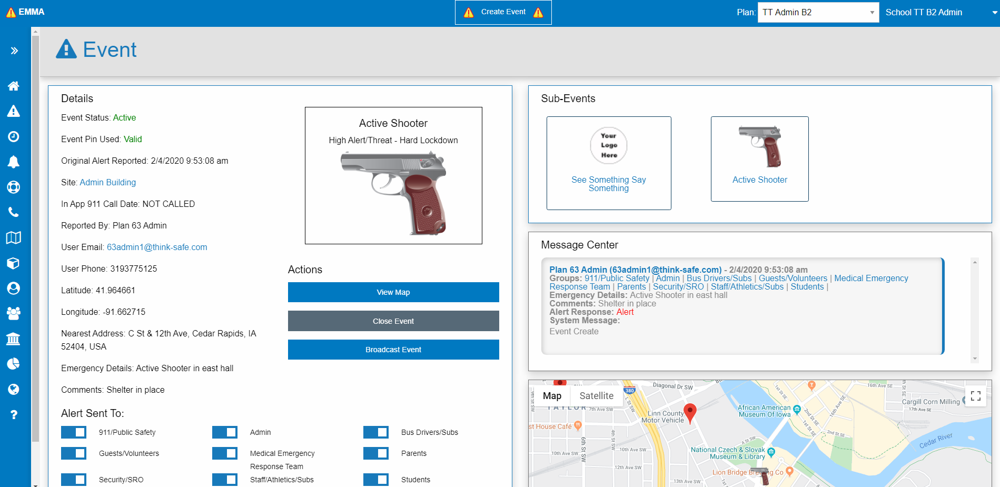 EMMA
Create Event
Plan:
TT Admin B2
School TT B2 Admin
Event
Details
Event Status: Active
Event Pin Used: Valid
Original Alert Reported: 2/4/2020 9:53:08 am
Site: Admin Building
In App 911 Call Date: NOT CALLED
Reported By: Plan 63 Admin
User Email: 63admin1@think-safe.com
User Phone: 3193775125
Latitude: 41.964661
Longitude: -91.662715
Nearest Address: C St & 12th Ave, Cedar Rapids, IA
52404, USA
Emergency Details: Active Shooter in east hall
Comments: Shelter in place
Active Shooter
High Alert/Threat - Hard Lockdown
Actions
View Map
Close Event
Broadcast Event
Alert Sent To:
911/Public Safety
Admin
Bus Drivers/Subs
Guests/Volunteers
Medical Emergency
Response Team
Parents
Security/SRO
Staff/Athletics/Subs
Students
Sub-Events
Your
Logo
Here
See Something Say
Something
Active Shooter
Message Center
Plan 63 Admin (63admin1@think-safe.com) - 2/4/2020 9:53:08 am
Groups: 911/Public Safety | Admin | Bus Drivers/Subs | Guests/Volunteers | Medical Emergency
Response Team | Parents | Security/SRO | Staff/Athletics/Subs | Students |
Emergency Details: Active Shooter in east hall
Comments: Shelter in place
Alert Response: Alert
System Message:
Event Create
Map
Satellite
380
Diagonal Dr SW
L St SW
9th St SW
TAYLOR
7th Ave SW
Linn County
Motor Vehicle
st House Café
6th St SW
4th St SW
10th Ave SW
10th Ave SW
12th Ave SW
13th Ave SW
A St SW
African American
Museum Of Iowa
National Czech & Slovak
Museum & Library
Lion Bridge Brewing Co
1st St SE
2nd St SE
2nd St SE
16th Ave SW
16th Ave SW
Cargill Corn Milling
17th Ave SW
Cedar River
14th Ave SW